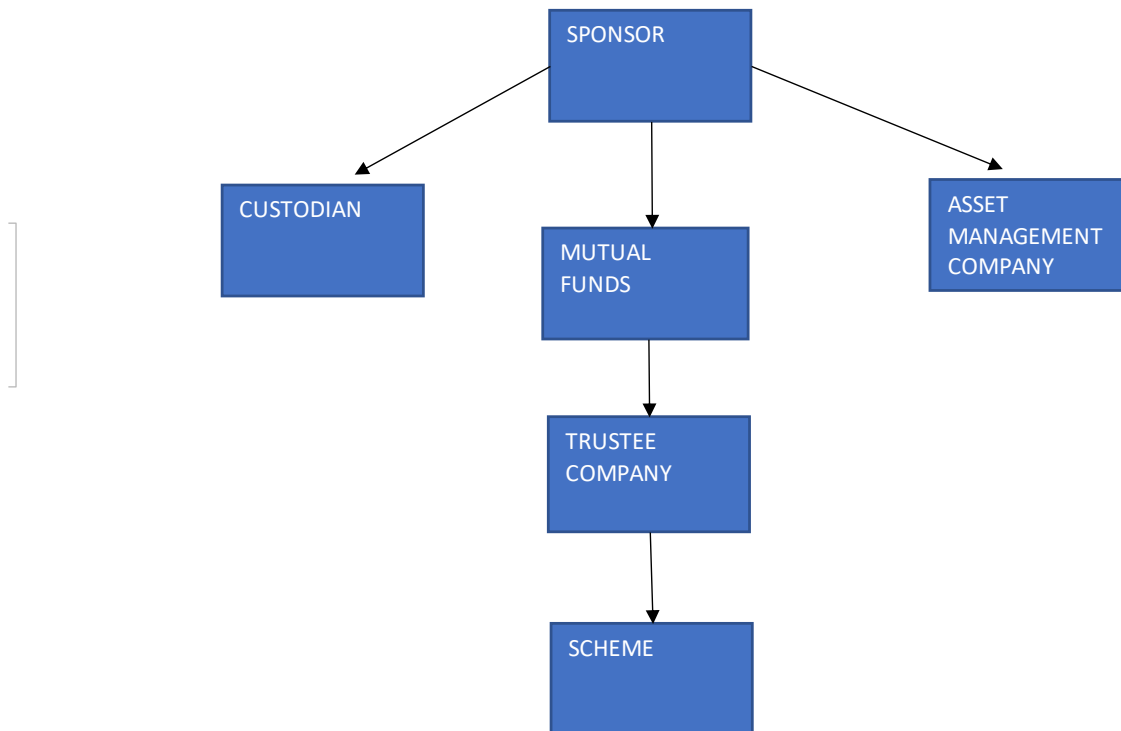 SPONSOR
CUSTODIAN
ASSET
MANAGEMENT
COMPANY
MUTUAL
FUNDS
TRUSTEE
COMPANY
SCHEME